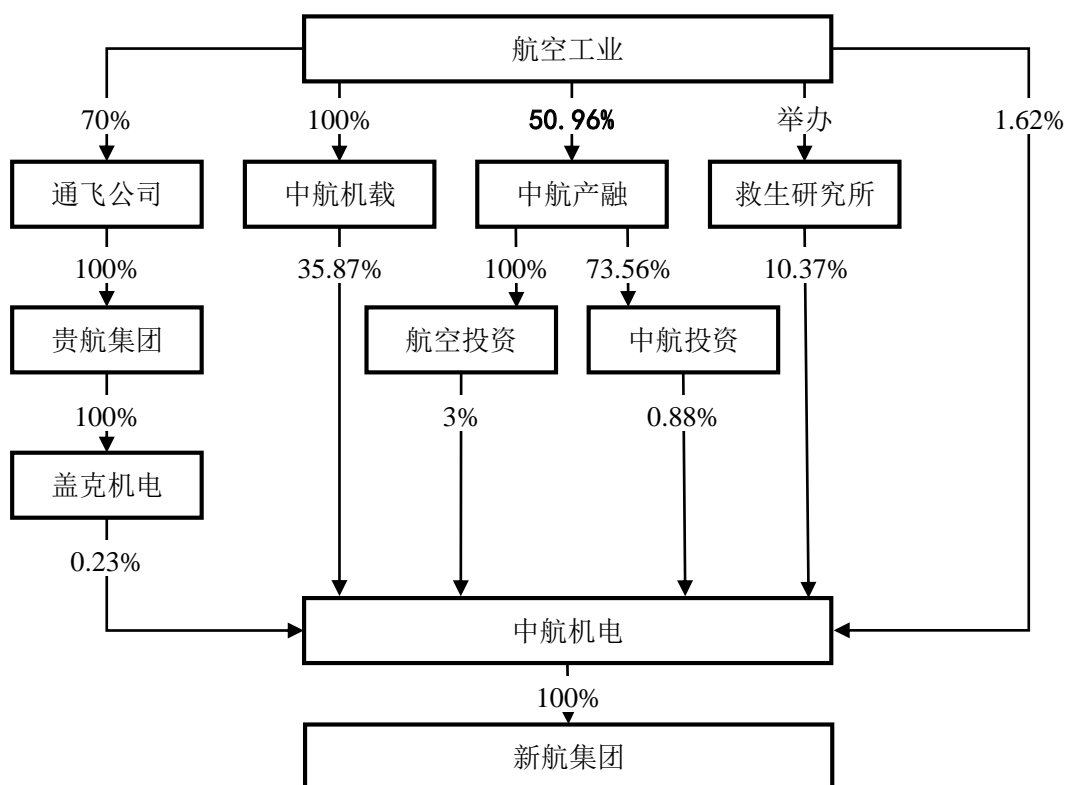 航空工业
70%
100%
50.96%
举办
1.62%
通飞公司
中航机载
中航产融
救生研究所
100%
35.87%
100%
73.56%
10.37%
贵航集团
航空投资
中航投资
100%
3%
0.88%
盖克机电
0.23%
中航机电
100%
新航集团